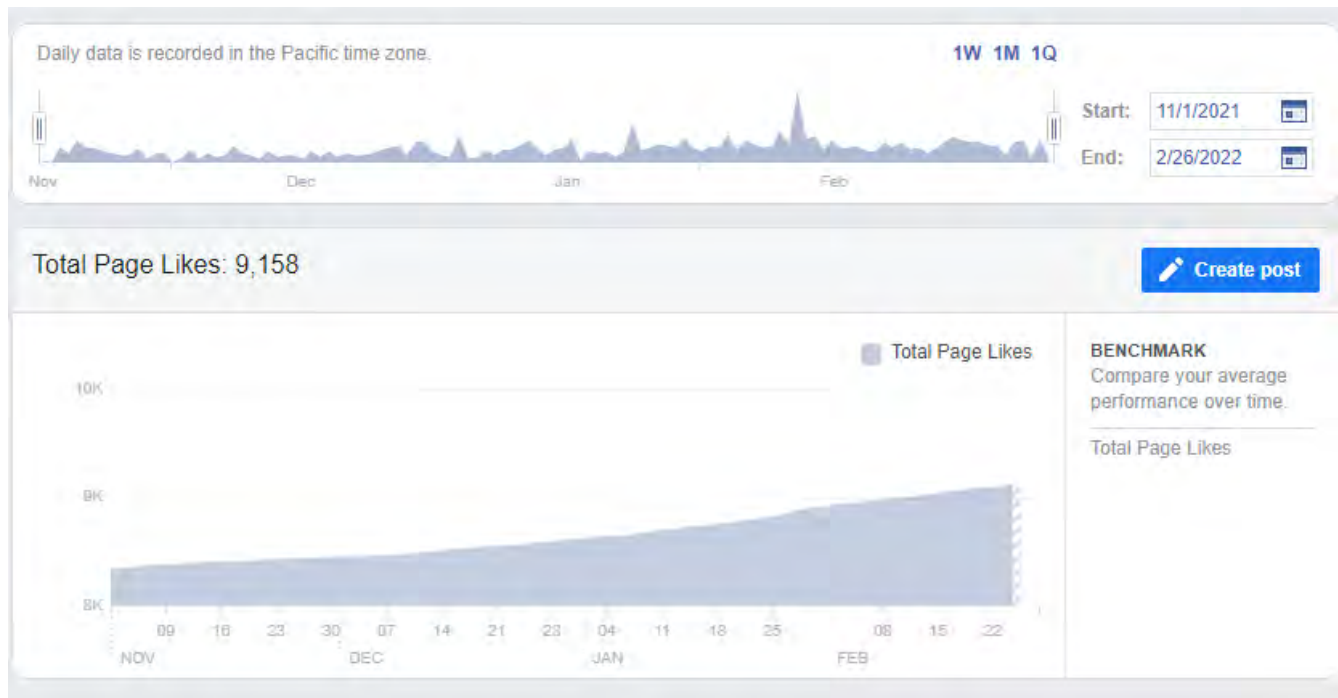 Daily data is recorded in the Pacific time zone.
1W 1M 1Q
Start: 11/1/2021
End: 2/26/2022
Nov Dec Jan Feb
Total Page Likes: 9,158
Create post
Total Page Likes
BENCHMARK
Compare your average
performance over time.
Total Page Likes
10K
9K
8K
09 16 23 30 07 14 21 28 04 11 18 25 08 15 22
NOV DEC JAN FEB